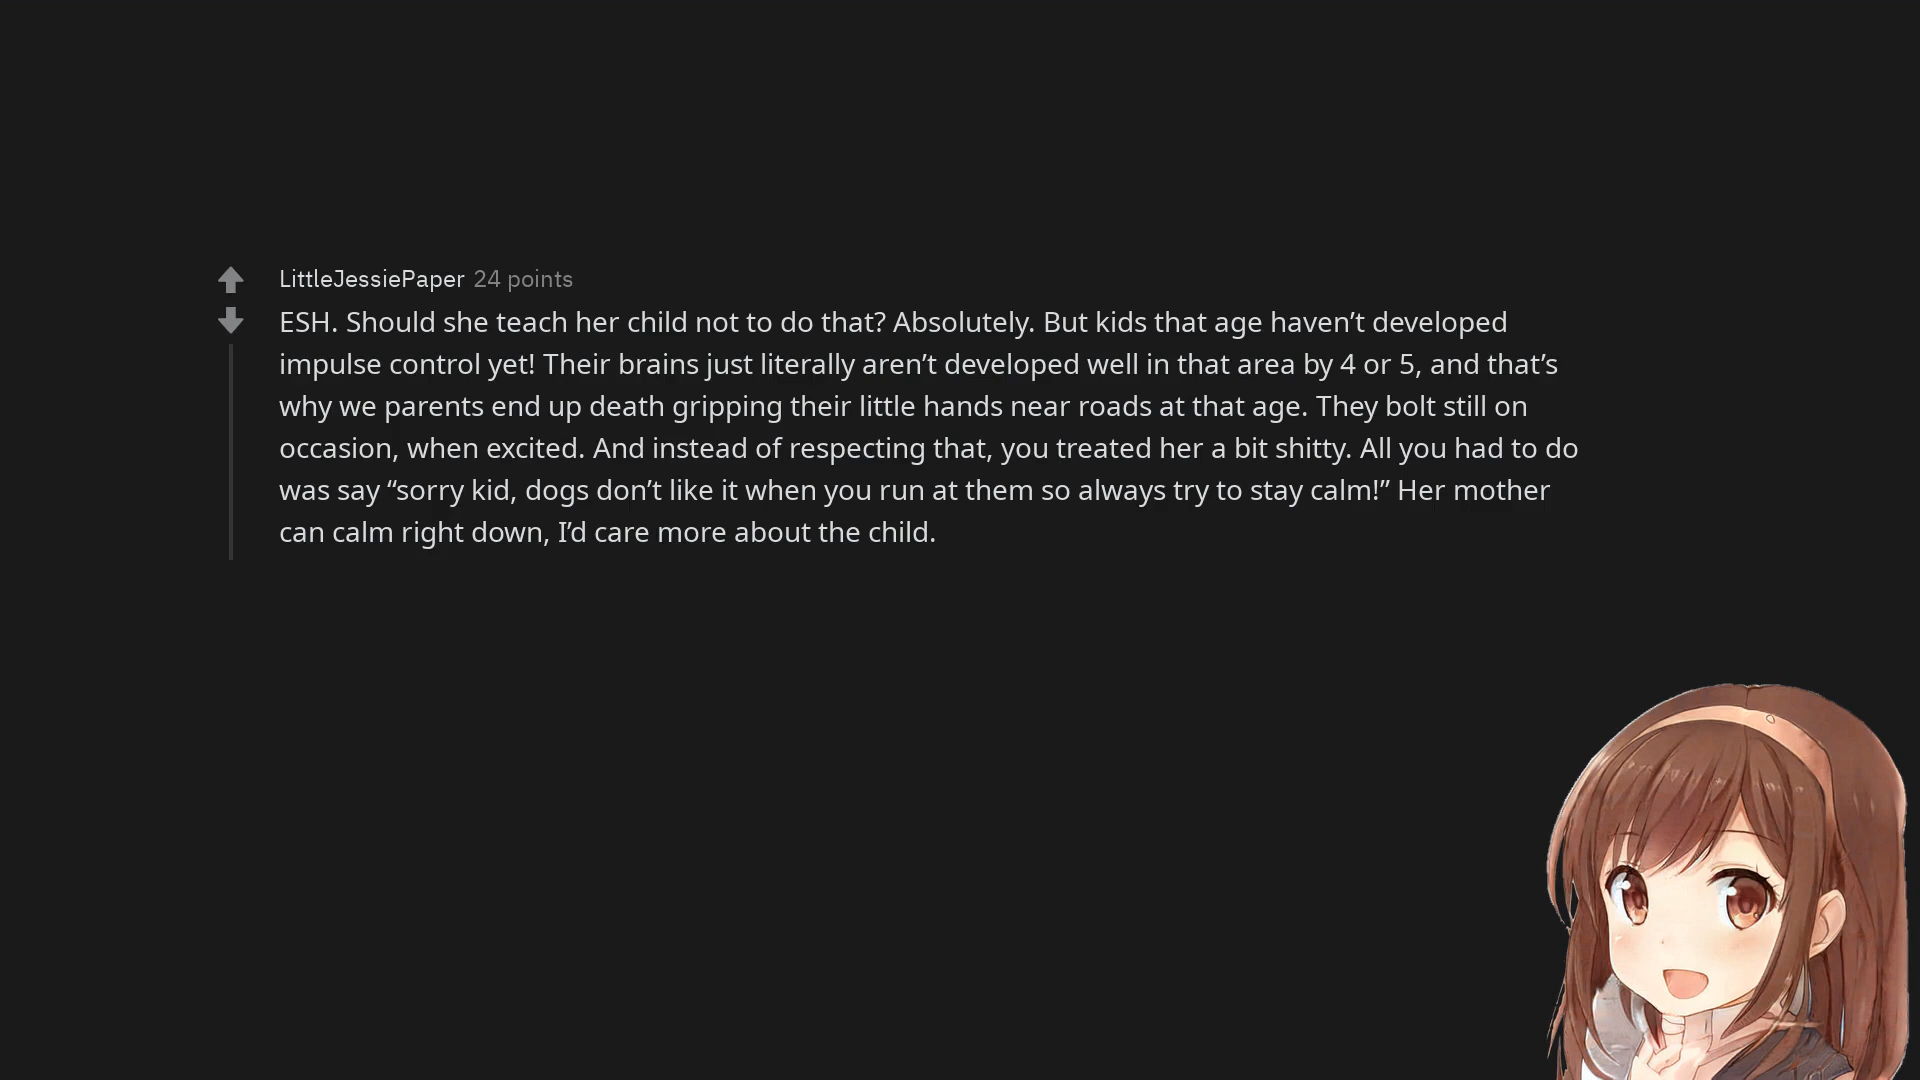 LittleJessiePaper 24 points
ESH. Should she teach her child not to do that? Absolutely. But kids that age haven’t developed
impulse control yet! Their brains just literally aren’t developed well in that area by 4 or 5, and that’s
why we parents end up death gripping their little hands near roads at that age. They bolt still on
occasion, when excited. And instead of respecting that, you treated her a bit shitty. All you had to do
was say “sorry kid, dogs don’t like it when you run at them so always try to stay calm!” Her mother
can calm right down, I’d care more about the child.